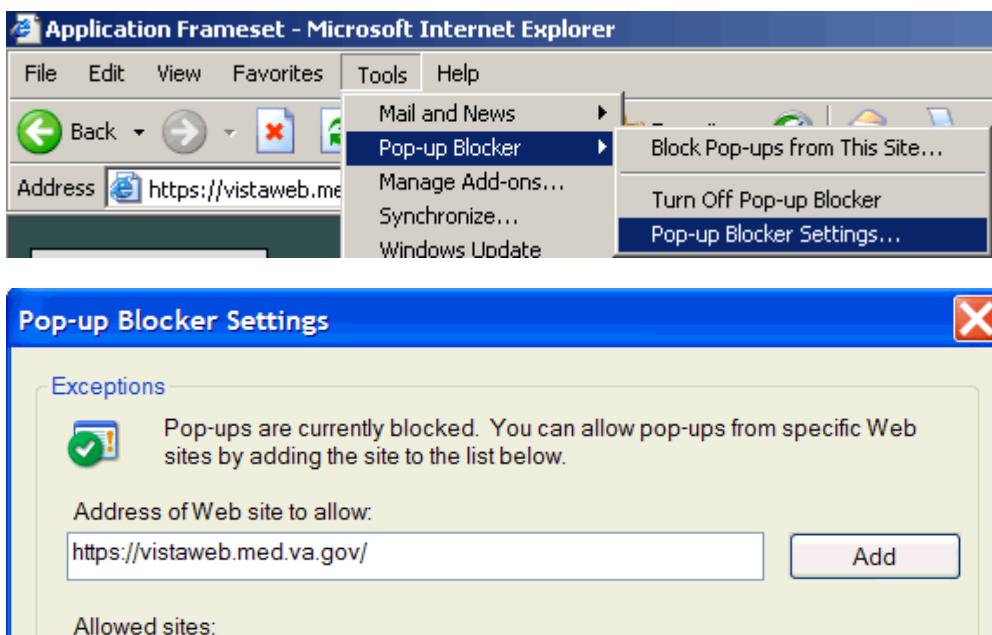 Application Frameset - Microsoft Internet Explorer
File Edit View Favorites Tools Help
Back
Mail and News
Pop-up Blocker
Block Pop-ups from This Site...
Address https://vistaweb.me
Manage Add-ons...
Turn Off Pop-up Blocker
Synchronize...
Pop-up Blocker Settings...
Windows Update
Pop-up Blocker Settings
Exceptions
Pop-ups are currently blocked. You can allow pop-ups from specific Web
sites by adding the site to the list below.
Address of Web site to allow:
https://vistaweb.med.va.gov/
Add
Allowed sites: